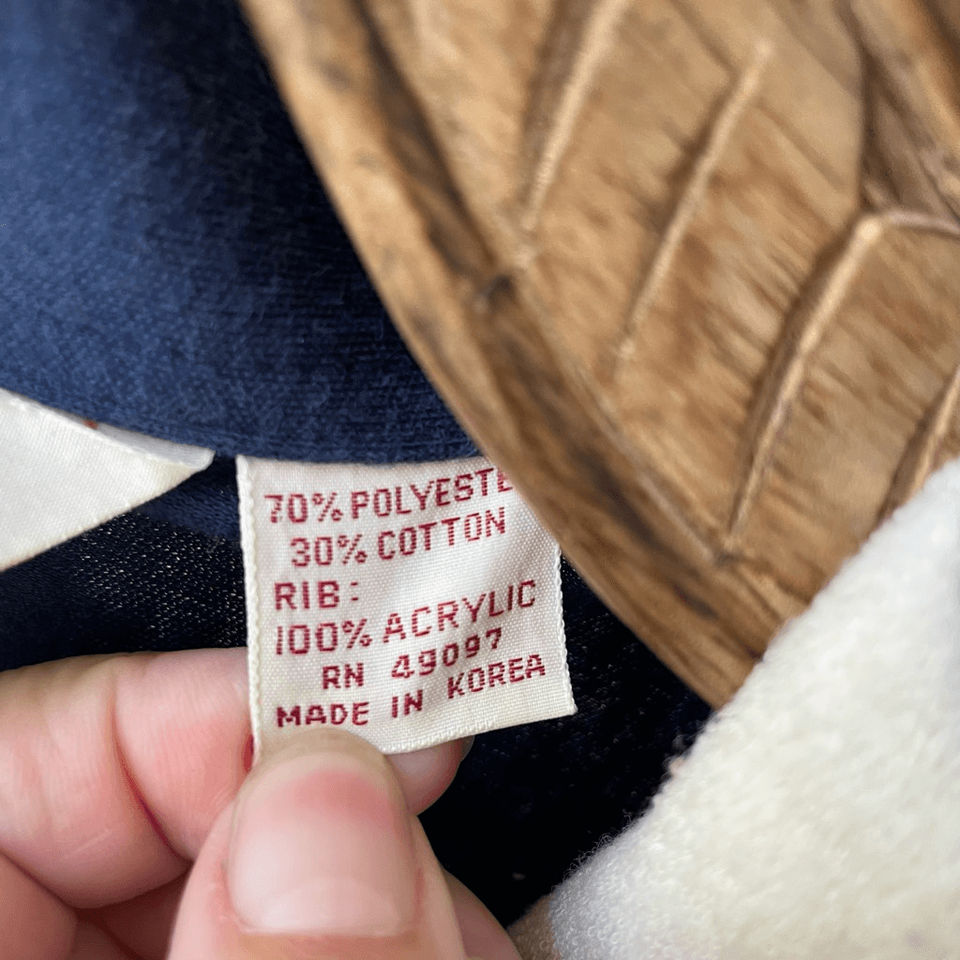 70% POLYESTE
30% COTTON
RIB:
100% ACRYLIC
RN 49097
MADE IN KOREA